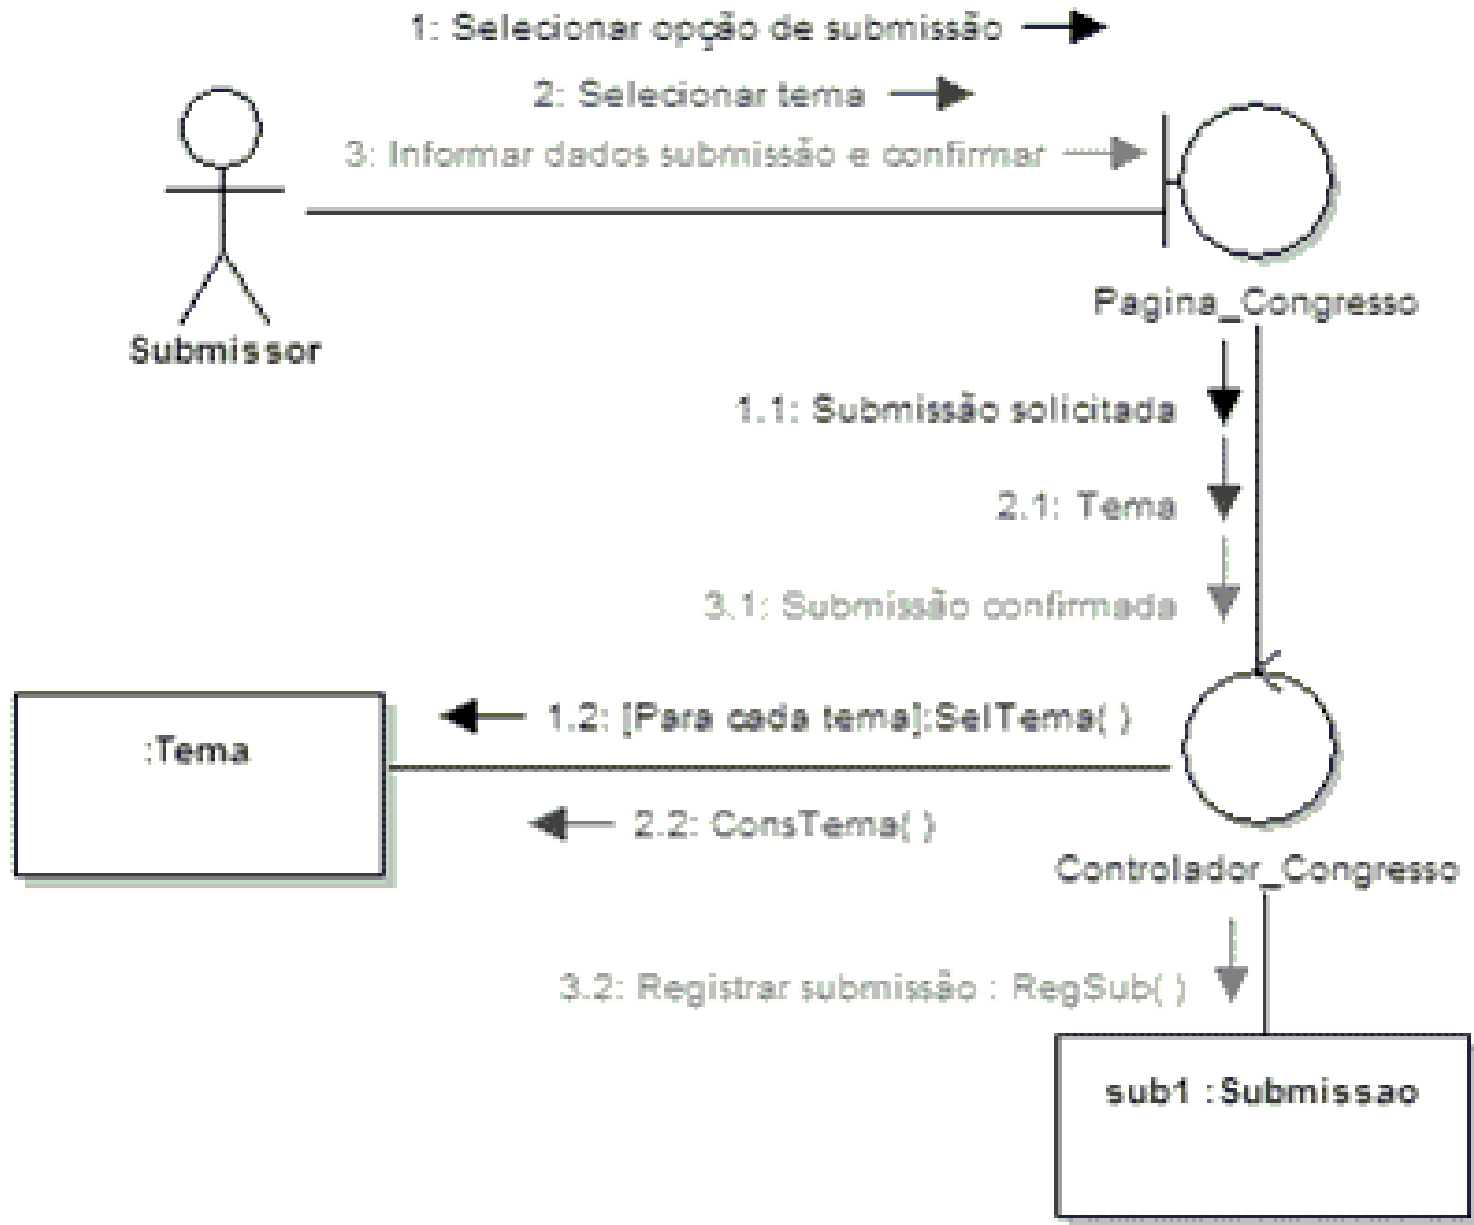 1: Selecionar opção de submissão
2: Selecionar tema
3: Informar dados submissão e confirmar
Submissor
Pagina_Congresso
1.1: Submissão solicitada
2.1: Tema
3.1: Submissão confirmada
1.2: [Para cada tema]:SelTema( )
:Tema
2.2: ConsTema( )
Controlador_Congresso
3.2: Registrar submissão : RegSub( )
sub1 :Submissao